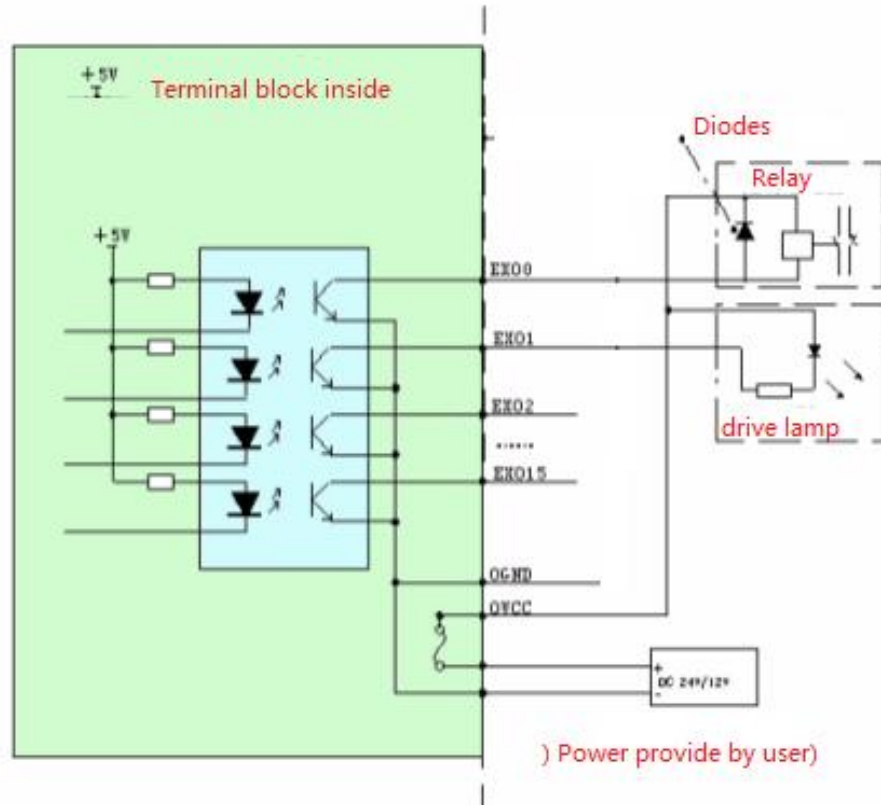 +5V
Terminal block inside
Diodes
Relay
+5V
EXO0
EXO1
drive lamp
EXO2
......
EXO15
OGND
OVCC
+
DC 24V/12V
-
) Power provide by user)